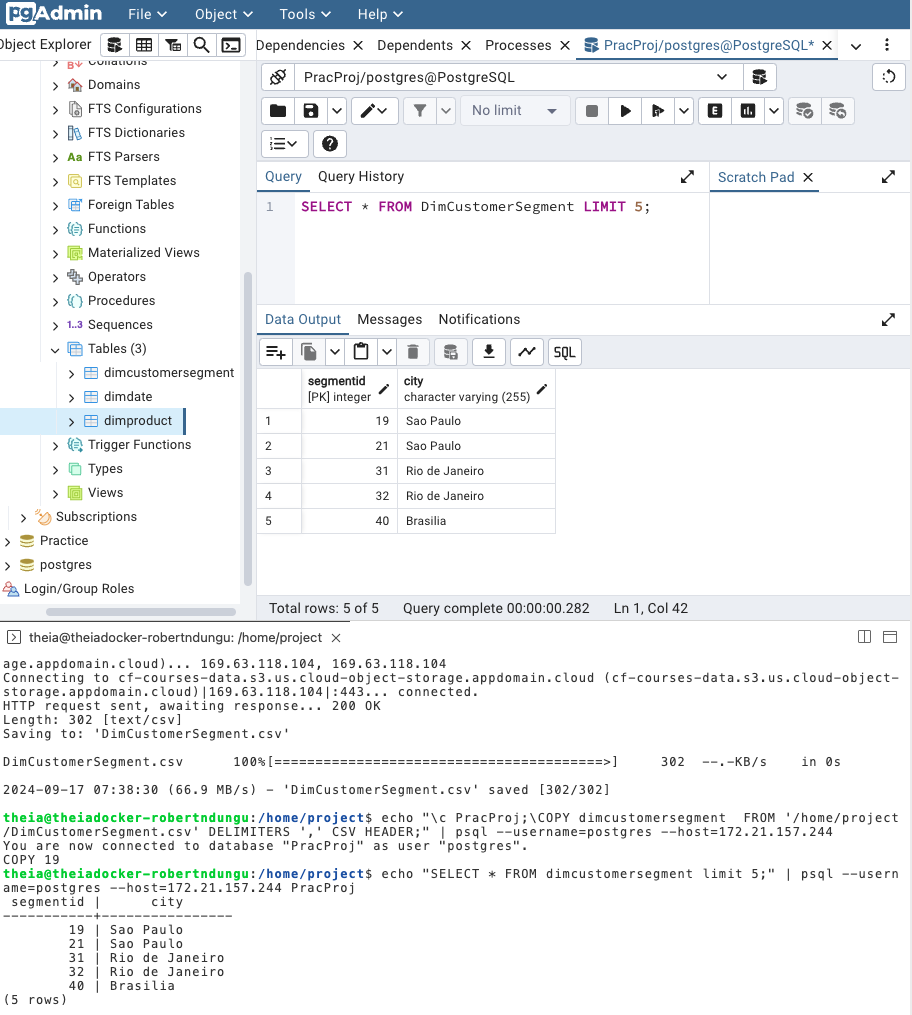 pgAdmin File Object Tools Help
Object Explorer
Dependencies Dependents Processes PracProj/postgres@PostgreSQL*
Collations
Domains
FTS Configurations
FTS Dictionaries
Aa FTS Parsers
FTS Templates
Foreign Tables
Functions
Materialized Views
Operators
Procedures
1..3 Sequences
Tables (3)
dimcustomersegment
dimdate
dimproduct
Trigger Functions
Types
Views
Subscriptions
Practice
postgres
Login/Group Roles
PracProj/postgres@PostgreSQL
No limit
E
Query Query History
Scratch Pad
1 SELECT * FROM DimCustomerSegment LIMIT 5;
Data Output Messages Notifications
SQL
segmentid city
[PK] integer character varying (255)
1 19 Sao Paulo
2 21 Sao Paulo
3 31 Rio de Janeiro
4 32 Rio de Janeiro
5 40 Brasilia
Total rows: 5 of 5 Query complete 00:00:00.282 Ln 1, Col 42
theia@theiadocker-robertndungu: /home/project
age.appdomain.cloud)... 169.63.118.104, 169.63.118.104
Connecting to cf-courses-data.s3.us.cloud-object-storage.appdomain.cloud (cf-courses-data.s3.us.cloud-object-
storage.appdomain.cloud)|169.63.118.104|:443... connected.
HTTP request sent, awaiting response... 200 OK
Length: 302 [text/csv]
Saving to: 'DimCustomerSegment.csv'
DimCustomerSegment.csv 100%[========================================>] 302 --.-KB/s in 0s
2024-09-17 07:38:30 (66.9 MB/s) - 'DimCustomerSegment.csv' saved [302/302]
theia@theiadocker-robertndungu:/home/project$ echo "\c PracProj;\COPY dimcustomersegment  FROM '/home/project
/DimCustomerSegment.csv' DELIMITERS ',' CSV HEADER;" | psql --username=postgres --host=172.21.157.244
You are now connected to database "PracProj" as user "postgres".
COPY 19
theia@theiadocker-robertndungu:/home/project$ echo "SELECT * FROM dimcustomersegment limit 5;" | psql --usern
ame=postgres --host=172.21.157.244 PracProj
segmentid | city
-----------+----------------
19 | Sao Paulo
21 | Sao Paulo
31 | Rio de Janeiro
32 | Rio de Janeiro
40 | Brasilia
(5 rows)